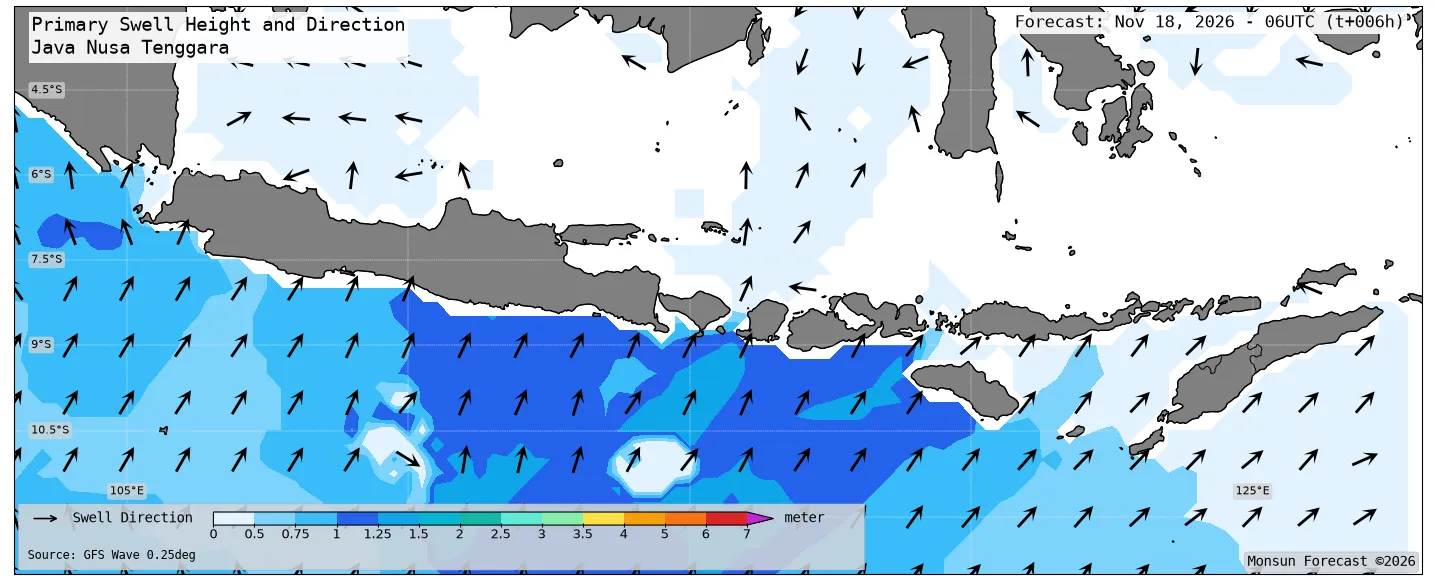 Primary Swell Height and Direction
Java Nusa Tenggara
Forecast: Nov 18, 2026 - 06UTC (t+006h)
4.5°S
6°S
7.5°S
9°S
10.5°S
105°E
125°E
Swell Direction
meter
0 0.5 0.75 1 1.25 1.5 2 2.5 3 3.5 4 5 6 7
Source: GFS Wave 0.25deg
Monsun Forecast ©2026